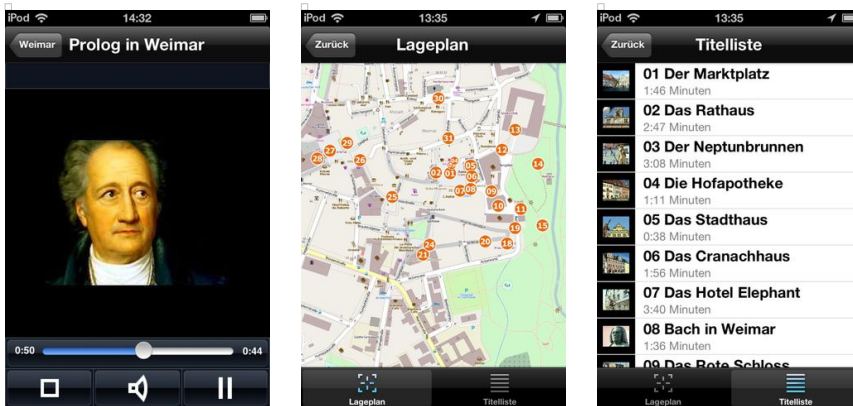 iPod 14:32
Weimar Prolog in Weimar
0:50 0:44
iPod 13:35
Zurück Lageplan
30
31
13
12
29
27
28
26
14
05
02 01 06
07 08 09
25
10
11
19
15
24
20 18
21
Lageplan Titelliste
iPod 13:35
Zurück Titelliste
01 Der Marktplatz
1:46 Minuten
02 Das Rathaus
2:47 Minuten
03 Der Neptunbrunnen
3:08 Minuten
04 Die Hofapotheke
1:11 Minuten
05 Das Stadthaus
0:38 Minuten
06 Das Cranachhaus
1:56 Minuten
07 Das Hotel Elephant
3:40 Minuten
08 Bach in Weimar
1:36 Minuten
09 Das Rote Schloss
Lageplan Titelliste